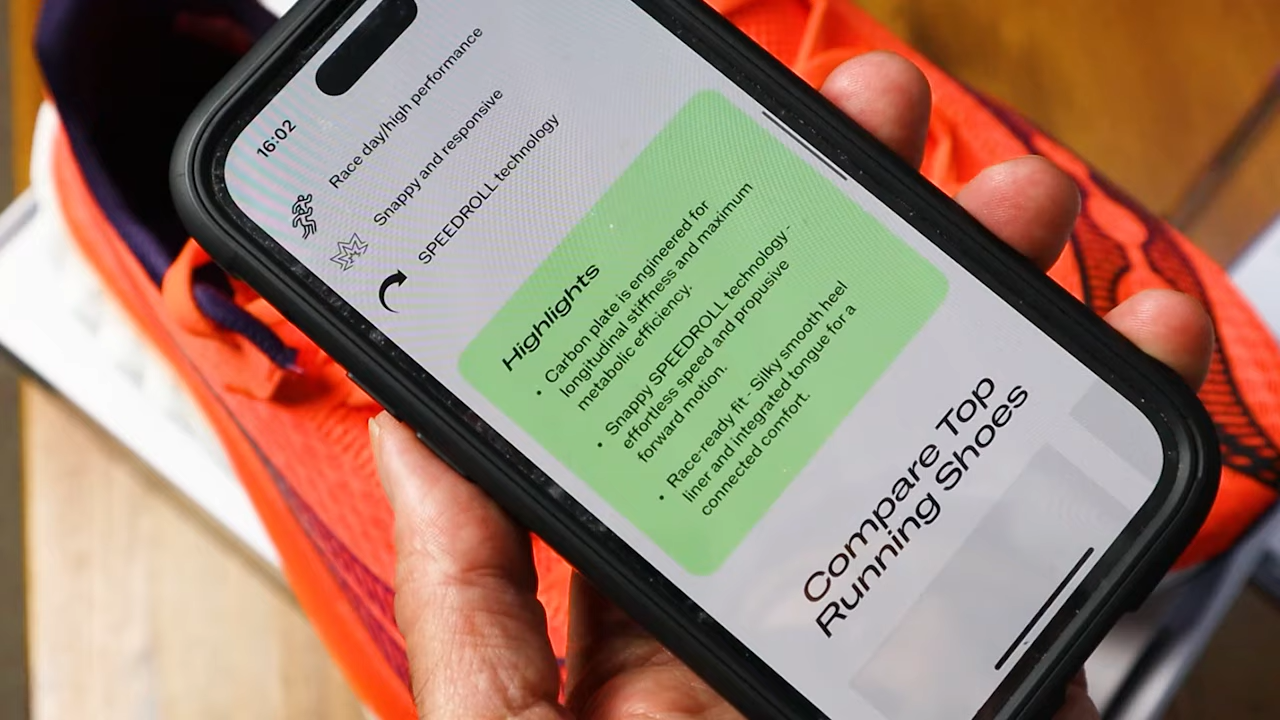 16:02
Race day/high performance
Snappy and responsive
SPEEDROLL technology
Highlights
• Carbon plate is engineered for
longitudinal stiffness and maximum
metabolic efficiency.
• Snappy SPEEDROLL technology -
effortless speed and propusive
forward motion.
• Race-ready fit - Silky smooth heel
liner and integrated tongue for a
connected comfort.
Compare Top
Running Shoes